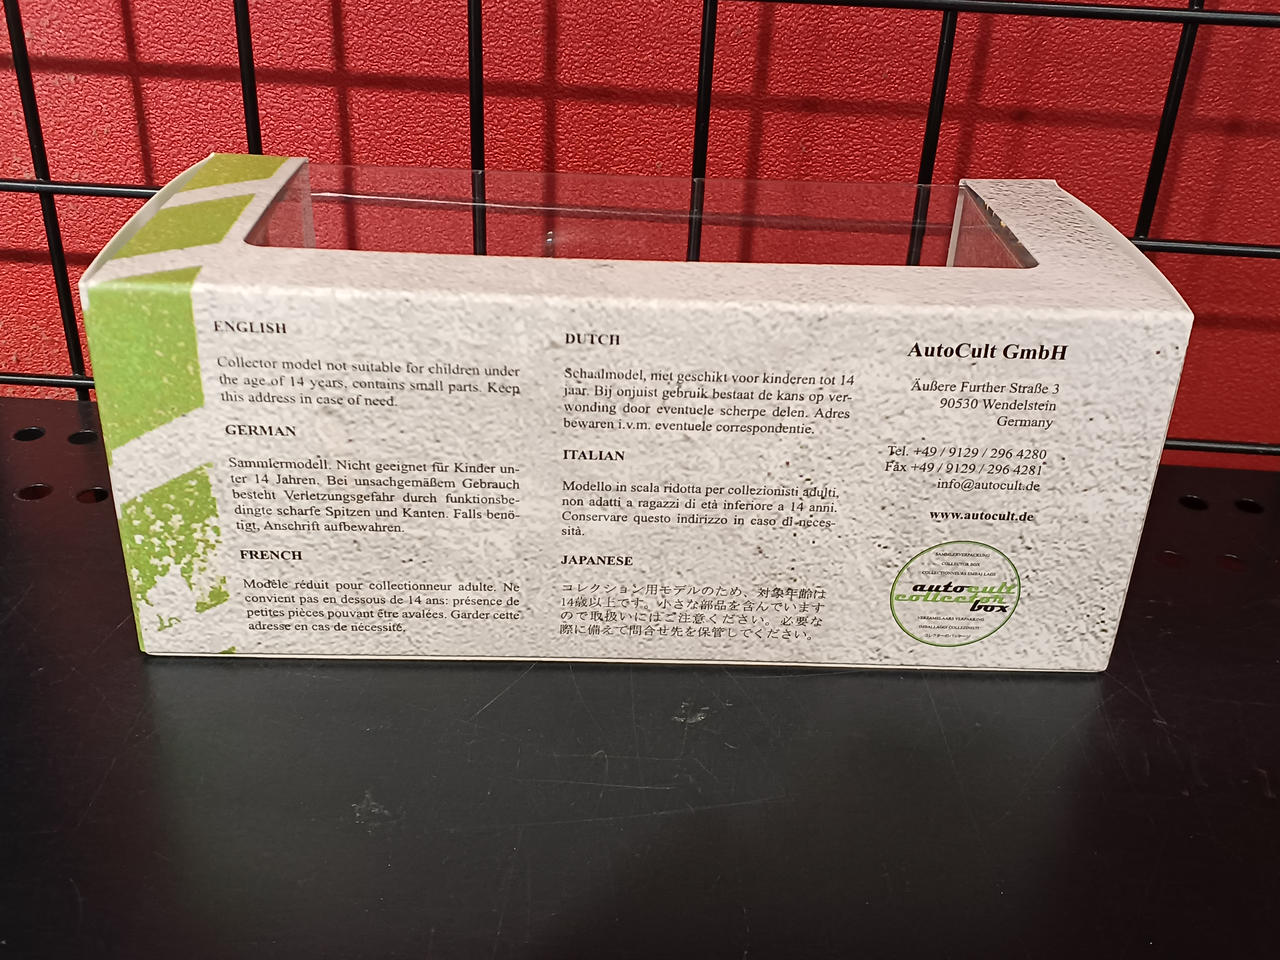 ENGLISH
Collector model not suitable for children under
the age of 14 years, contains small parts. Keep
this address in case of need.
GERMAN
Sammlermodell. Nicht geeignet für Kinder un-
ter 14 Jahren. Bei unsachgemäßem Gebrauch
besteht Verletzungsgefahr durch funktionsbe-
dingte scharfe Spitzen und Kanten. Falls benö-
tigt, Anschrift aufbewahren.
FRENCH
Modèle réduit pour collectionneur adulte. Ne
convient pas en dessous de 14 ans: présence de
petites pièces pouvant être avalées. Garder cette
adresse en cas de nécessité.
DUTCH
Schaalmodel, niet geschikt voor kinderen tot 14
jaar. Bij onjuist gebruik bestaat de kans op ver-
wonding door eventuele scherpe delen. Adres
bewaren i.v.m. eventuele correspondentie.
ITALIAN
Modello in scala ridotta per collezionisti adulti,
non adatti a ragazzi di età inferiore a 14 anni.
Conservare questo indirizzo in caso di neces-
sità.
JAPANESE
コレクション用モデルのため、対象年齢は
14歳以上です。小さな部品を含んでいます
ので取扱いにはご注意ください。必要な
際に備えて問合せ先を保管してください。
AutoCult GmbH
Äußere Further Straße 3
90530 Wendelstein
Germany
Tel. +49 / 9129 / 296 4280
Fax +49 / 9129 / 296 4281
info@autocult.de
www.autocult.de
SAMMLERVERPACKUNG
COLLECTOR BOX
COLLECTIONNEURS EMBALLAGE
autocult
collector
box
VERZAMELAARS VERPAKKING
IMBALLAGGI COLLEZIONISTI